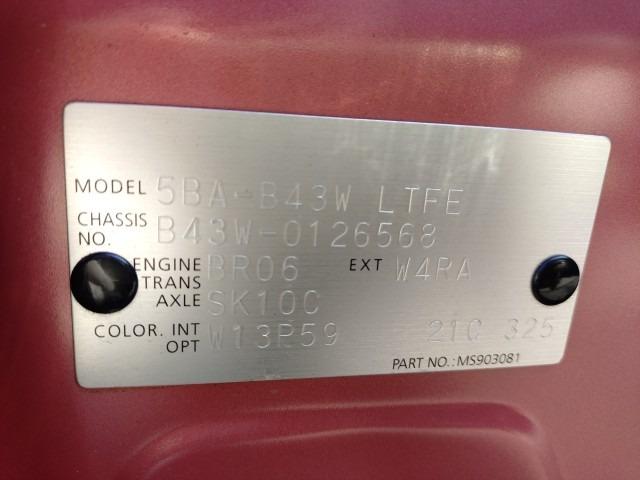 MODEL 5BA-B43W LTFE
CHASSIS NO. B43W-0126568
ENGINE BR06 EXT W4RA
TRANS AXLE SK10C
COLOR. INT OPT W13P59 21C 325
PART NO.: MS903081